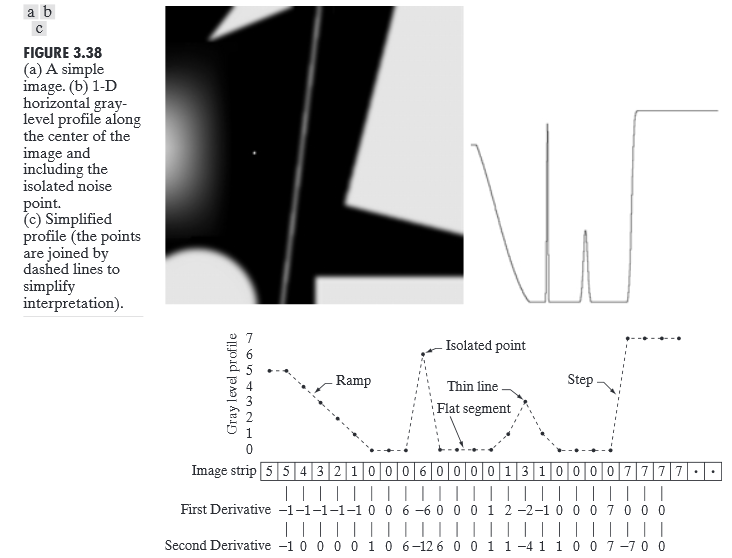 a b
c
FIGURE 3.38
(a) A simple
image. (b) 1-D
horizontal gray-
level profile along
the center of the
image and
including the
isolated noise
point.
(c) Simplified
profile (the points
are joined by
dashed lines to
simplify
interpretation).
Gray level profile
7
6
5
4
3
2
1
0
Isolated point
Ramp
Thin line
Step
Flat segment
Image strip 5 5 4 3 2 1 0 0 0 6 0 0 0 0 1 3 1 0 0 0 0 7 7 7 7 · ·
First Derivative −1 −1 −1 −1 −1 0 0 6 −6 0 0 0 1 2 −2 −1 0 0 0 7 0 0 0
Second Derivative −1 0 0 0 0 1 0 6 −12 6 0 0 1 1 −4 1 1 0 0 7 −7 0 0